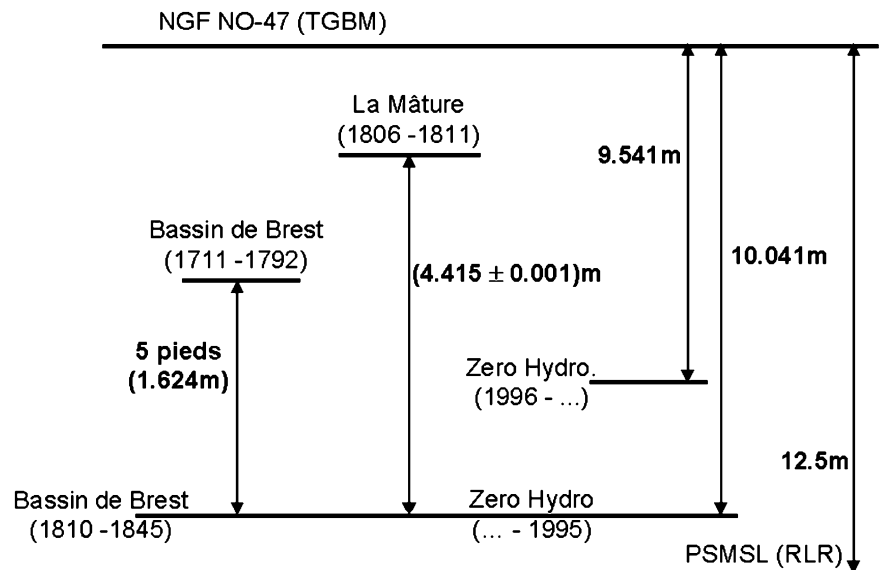 NGF NO-47 (TGBM)
La Mâture
(1806 -1811)
9.541m
Bassin de Brest
(1711 -1792)
(4.415 ± 0.001)m
10.041m
5 pieds
(1.624m)
Zero Hydro.
(1996 - ...)
12.5m
Bassin de Brest
(1810 -1845)
Zero Hydro
(... - 1995)
PSMSL (RLR)